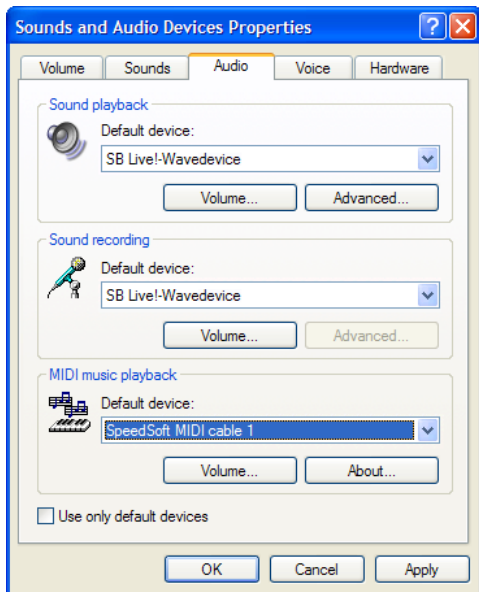 Sounds and Audio Devices Properties
Volume Sounds Audio Voice Hardware
Sound playback
Default device:
SB Live!-Wavedevice
Volume... Advanced...
Sound recording
Default device:
SB Live!-Wavedevice
Volume... Advanced...
MIDI music playback
Default device:
SpeedSoft MIDI cable 1
Volume... About...
Use only default devices
OK Cancel Apply